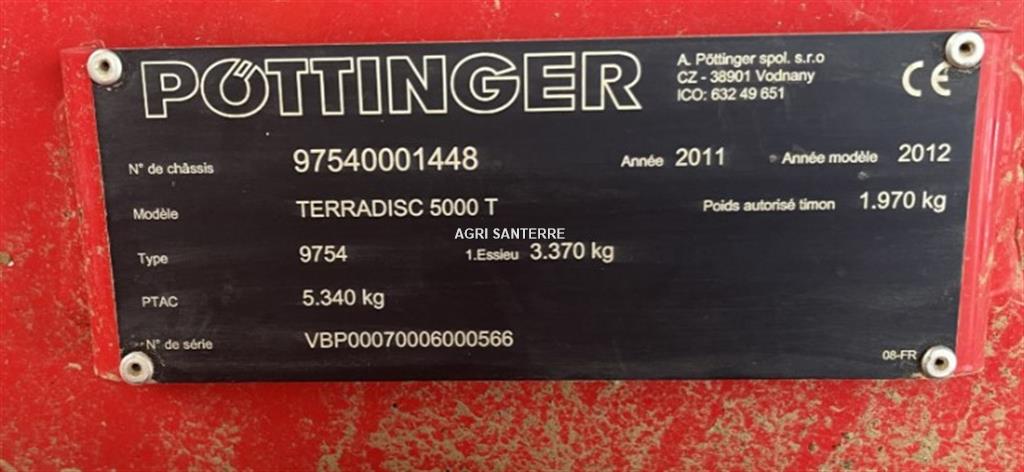 PÖTTINGER
A. Pöttinger spol. s.r.o
CZ - 38901 Vodnany
ICO: 632 49 651
CE
N° de châssis 97540001448 Année 2011 Année modèle 2012
Modèle TERRADISC 5000 T Poids autorisé timon 1.970 kg
AGRI SANTERRE
Type 9754 1.Essieu 3.370 kg
PTAC 5.340 kg
N° de série VBP00070006000566
08-FR